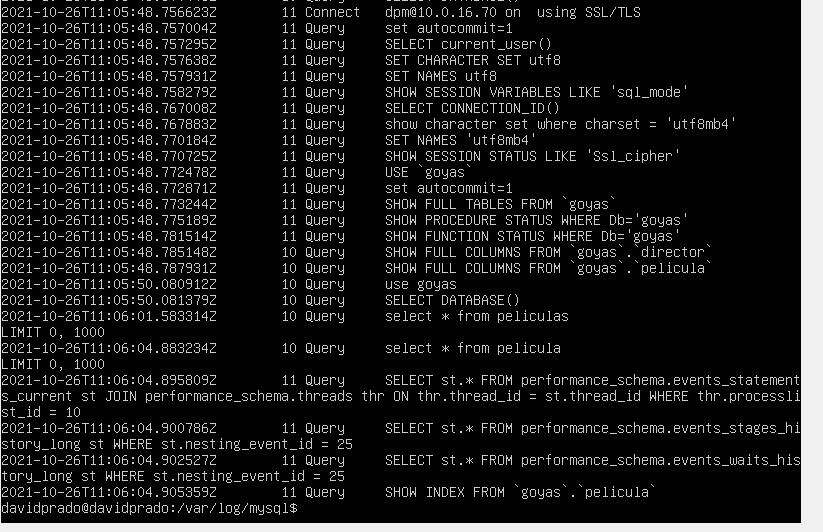 2021-10-26T11:05:48.756623Z 11 Connect dpm@10.0.16.70 on using SSL/TLS
2021-10-26T11:05:48.757004Z 11 Query set autocommit=1
2021-10-26T11:05:48.757295Z 11 Query SELECT current_user()
2021-10-26T11:05:48.757638Z 11 Query SET CHARACTER SET utf8
2021-10-26T11:05:48.757931Z 11 Query SET NAMES utf8
2021-10-26T11:05:48.758279Z 11 Query SHOW SESSION VARIABLES LIKE 'sql_mode'
2021-10-26T11:05:48.767008Z 11 Query SELECT CONNECTION_ID()
2021-10-26T11:05:48.767883Z 11 Query show character set where charset = 'utf8mb4'
2021-10-26T11:05:48.770184Z 11 Query SET NAMES 'utf8mb4'
2021-10-26T11:05:48.770725Z 11 Query SHOW SESSION STATUS LIKE 'Ssl_cipher'
2021-10-26T11:05:48.772478Z 11 Query USE `goyas`
2021-10-26T11:05:48.772871Z 11 Query set autocommit=1
2021-10-26T11:05:48.773244Z 11 Query SHOW FULL TABLES FROM `goyas`
2021-10-26T11:05:48.775189Z 11 Query SHOW PROCEDURE STATUS WHERE Db='goyas'
2021-10-26T11:05:48.781514Z 11 Query SHOW FUNCTION STATUS WHERE Db='goyas'
2021-10-26T11:05:48.785148Z 10 Query SHOW FULL COLUMNS FROM `goyas`.`director`
2021-10-26T11:05:48.787931Z 10 Query SHOW FULL COLUMNS FROM `goyas`.`pelicula`
2021-10-26T11:05:50.080912Z 10 Query use goyas
2021-10-26T11:05:50.081379Z 10 Query SELECT DATABASE()
2021-10-26T11:06:01.583314Z 10 Query select * from peliculas
LIMIT 0, 1000
2021-10-26T11:06:04.883234Z 10 Query select * from pelicula
LIMIT 0, 1000
2021-10-26T11:06:04.895809Z 11 Query SELECT st.* FROM performance_schema.events_statement
s_current st JOIN performance_schema.threads thr ON thr.thread_id = st.thread_id WHERE thr.processli
st_id = 10
2021-10-26T11:06:04.900786Z 11 Query SELECT st.* FROM performance_schema.events_stages_hi
story_long st WHERE st.nesting_event_id = 25
2021-10-26T11:06:04.902527Z 11 Query SELECT st.* FROM performance_schema.events_waits_his
tory_long st WHERE st.nesting_event_id = 25
2021-10-26T11:06:04.905359Z 11 Query SHOW INDEX FROM `goyas`.`pelicula`
davidprado@davidprado:/var/log/mysql$